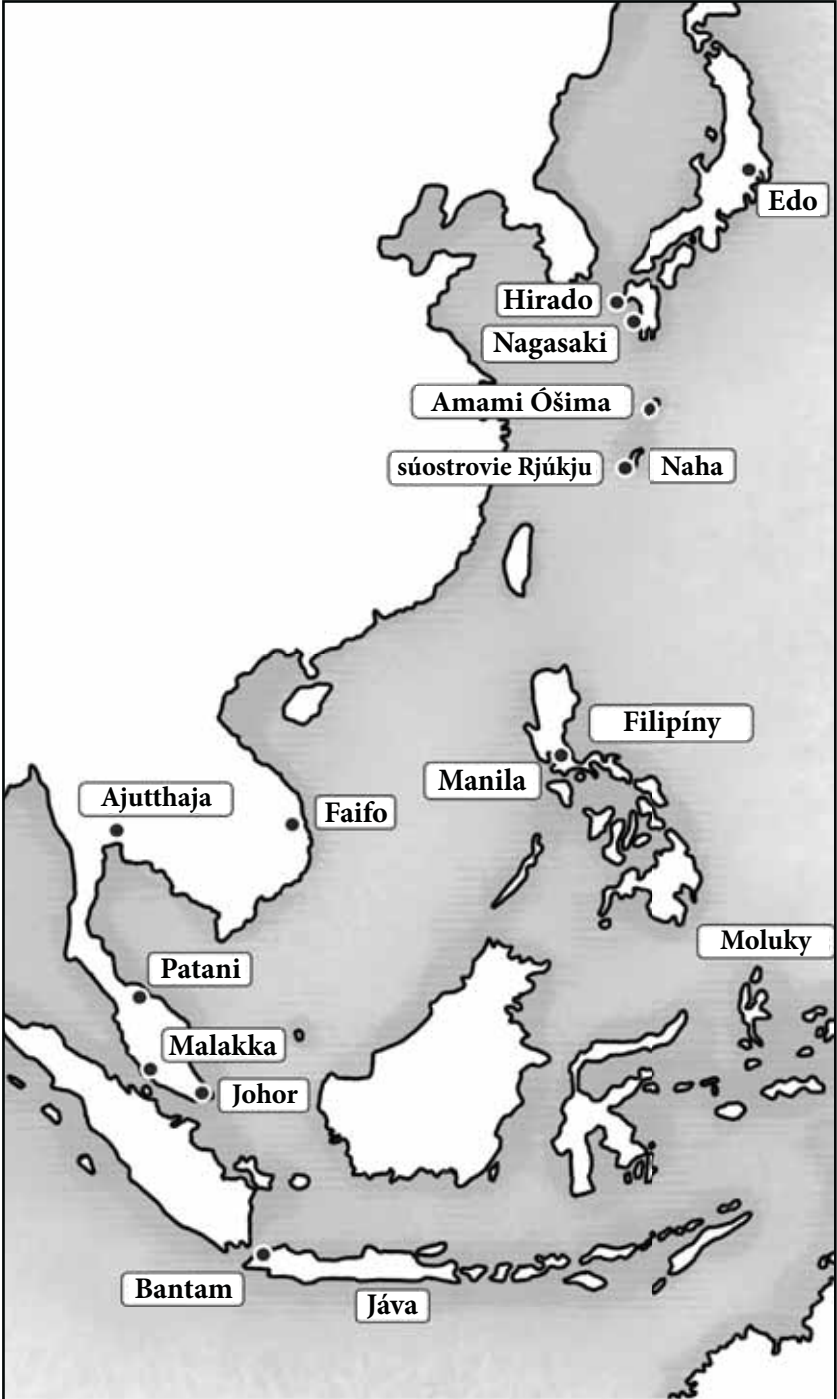 Edo
Hirado
Nagasaki
Amami Óšima
súostrovie Rjúkju
Naha
Filipíny
Manila
Ajutthaja
Faifo
Moluky
Patani
Malakka
Johor
Bantam
Jáva